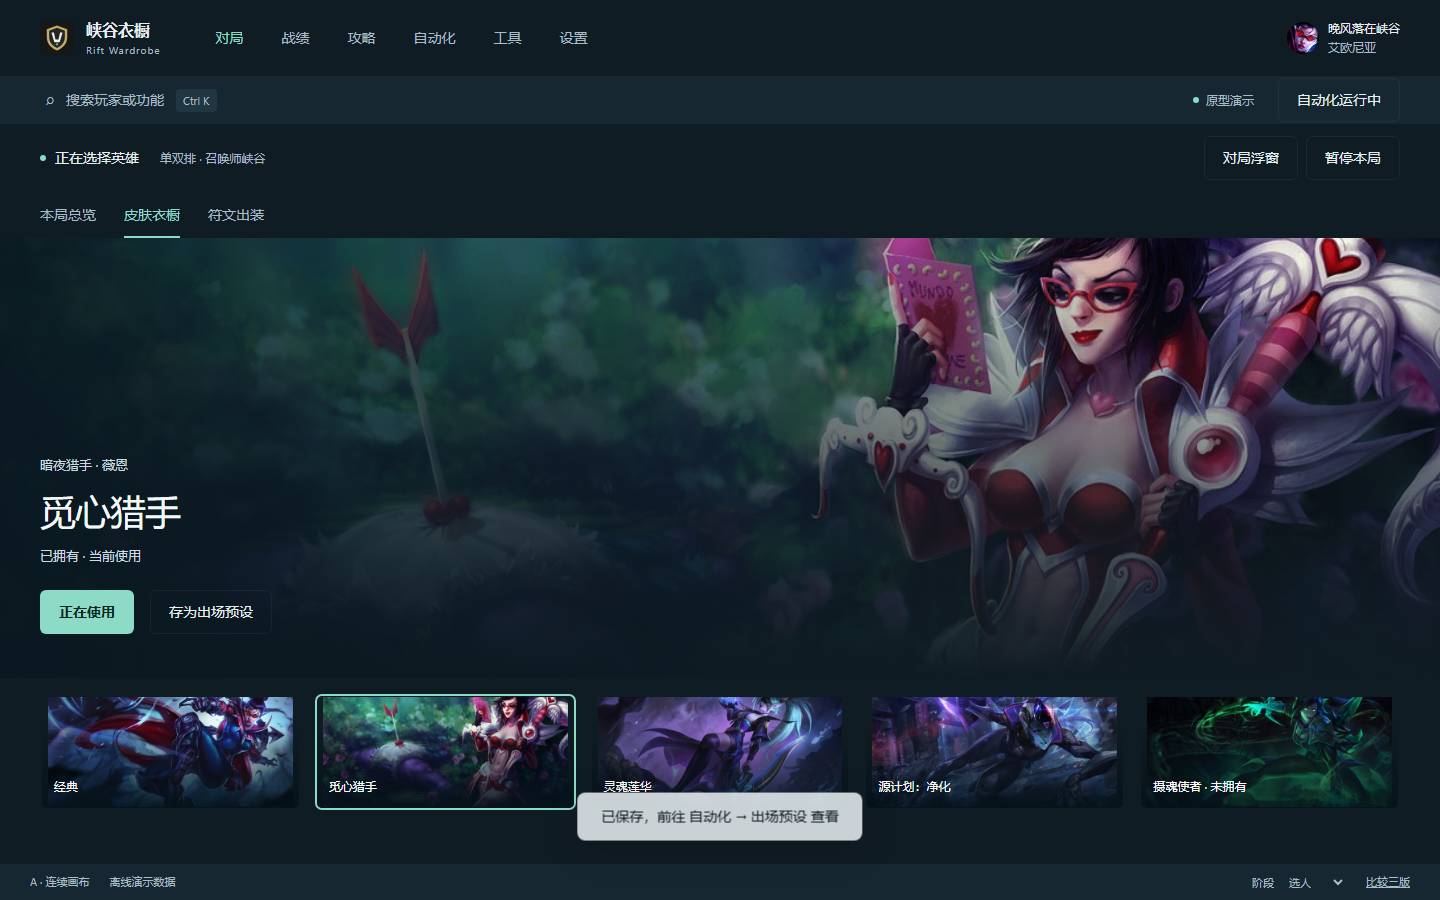 峡谷衣橱
Rift Wardrobe
对局 战绩 攻略 自动化 工具 设置
晚风落在峡谷
艾欧尼亚
搜索玩家或功能 Ctrl K
原型演示 自动化运行中
正在选择英雄 单双排 · 召唤师峡谷
对局浮窗 暂停本局
本局总览 皮肤衣橱 符文出装
MUNDO
暗夜猎手 · 薇恩
觅心猎手
已拥有 · 当前使用
正在使用 存为出场预设
经典 觅心猎手 灵魂莲华 源计划：净化 摄魂使者 · 未拥有
已保存，前往 自动化 → 出场预设 查看
A · 连续画布 离线演示数据
阶段 选人 比较三版